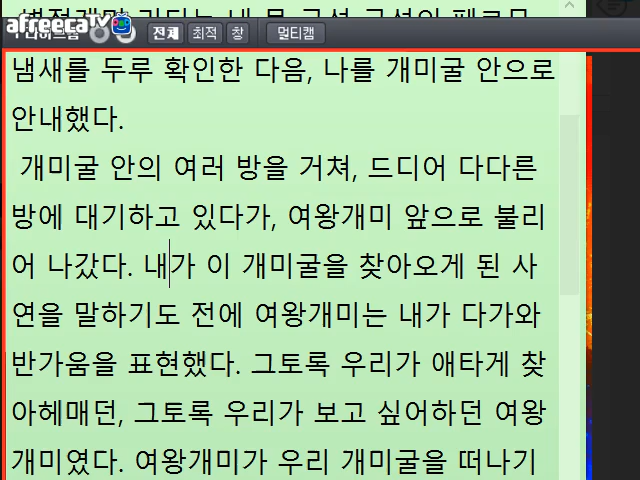 afreecaTV
전체 최적 창 멀티캠
냄새를 두루 확인한 다음, 나를 개미굴 안으로
안내했다.
개미굴 안의 여러 방을 거쳐, 드디어 다다른
방에 대기하고 있다가, 여왕개미 앞으로 불리
어 나갔다. 내가 이 개미굴을 찾아오게 된 사
연을 말하기도 전에 여왕개미는 내가 다가와
반가움을 표현했다. 그토록 우리가 애타게 찾
아헤매던, 그토록 우리가 보고 싶어하던 여왕
개미였다. 여왕개미가 우리 개미굴을 떠나기